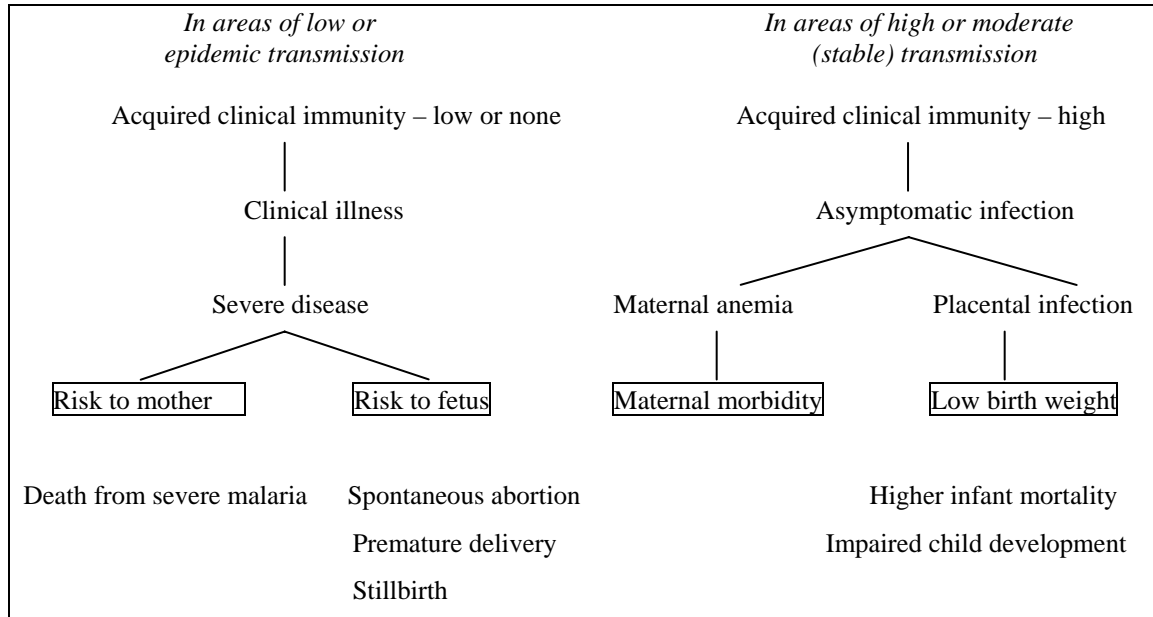 In areas of low or
epidemic transmission
Acquired clinical immunity – low or none
Clinical illness
Severe disease
Risk to mother
Risk to fetus
Death from severe malaria
Spontaneous abortion
Premature delivery
Stillbirth
In areas of high or moderate
(stable) transmission
Acquired clinical immunity – high
Asymptomatic infection
Maternal anemia
Placental infection
Maternal morbidity
Low birth weight
Higher infant mortality
Impaired child development